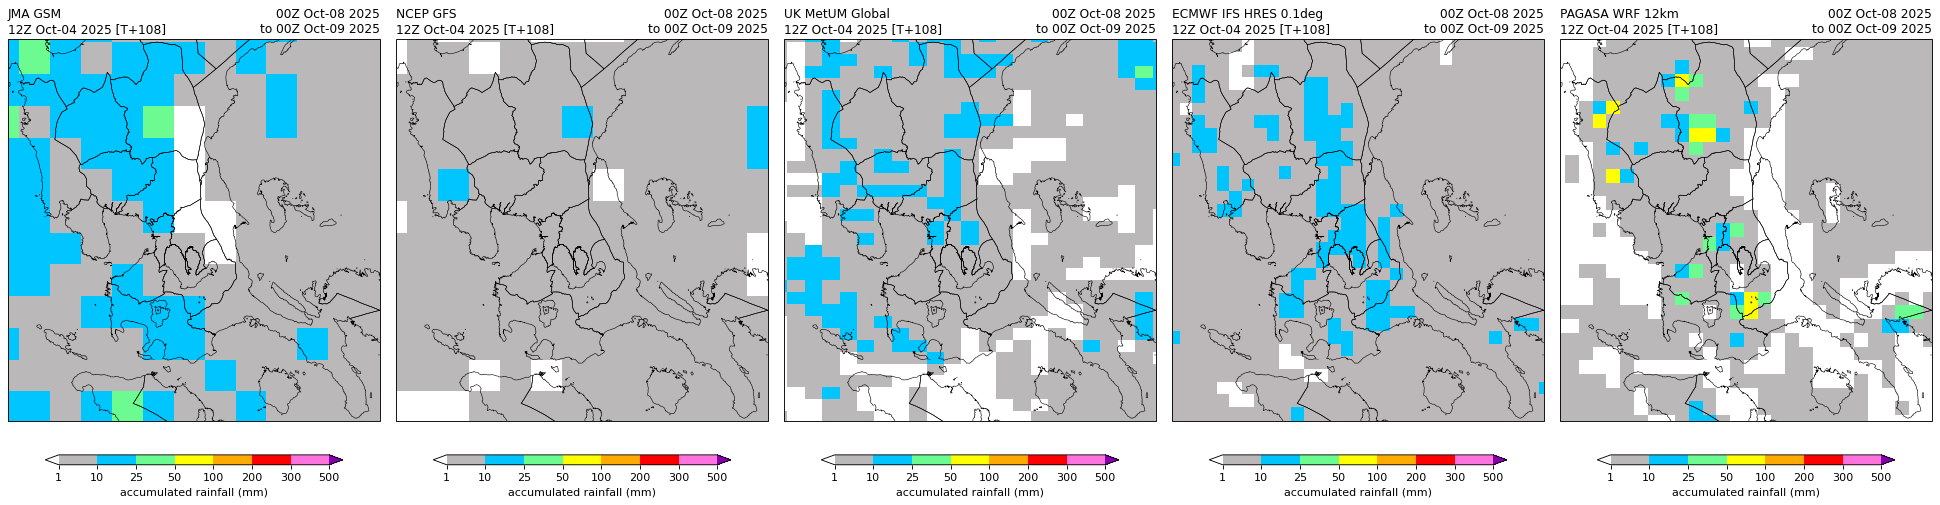 JMA GSM 00Z Oct-08 2025
12Z Oct-04 2025 [T+108] to 00Z Oct-09 2025
1 10 25 50 100 200 300 500
accumulated rainfall (mm)
NCEP GFS 00Z Oct-08 2025
12Z Oct-04 2025 [T+108] to 00Z Oct-09 2025
1 10 25 50 100 200 300 500
accumulated rainfall (mm)
UK MetUM Global 00Z Oct-08 2025
12Z Oct-04 2025 [T+108] to 00Z Oct-09 2025
1 10 25 50 100 200 300 500
accumulated rainfall (mm)
ECMWF IFS HRES 0.1deg 00Z Oct-08 2025
12Z Oct-04 2025 [T+108] to 00Z Oct-09 2025
1 10 25 50 100 200 300 500
accumulated rainfall (mm)
PAGASA WRF 12km 00Z Oct-08 2025
12Z Oct-04 2025 [T+108] to 00Z Oct-09 2025
1 10 25 50 100 200 300 500
accumulated rainfall (mm)